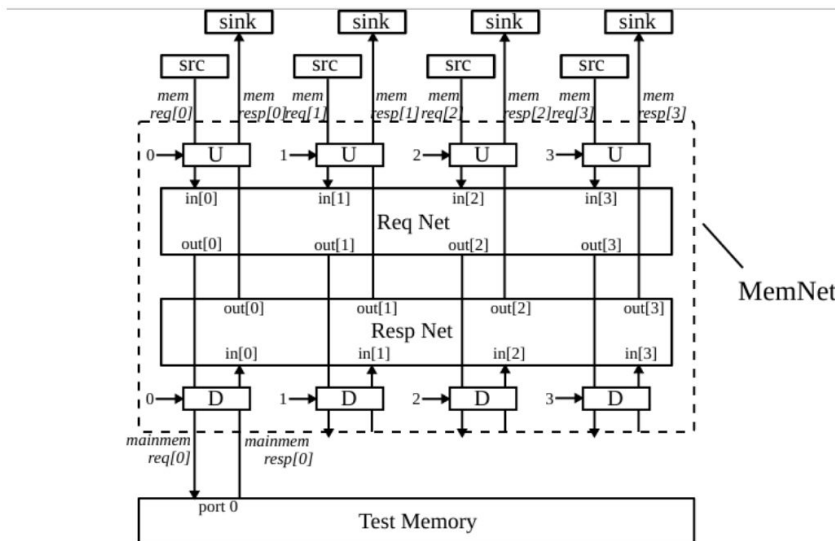 sink sink sink sink
src src src src
mem req[0] mem resp[0] mem req[1] mem resp[1] mem req[2] mem resp[2] mem req[3] mem resp[3]
0 U 1 U 2 U 3 U
in[0] in[1] in[2] in[3]
Req Net
out[0] out[1] out[2] out[3]
MemNet
out[0] out[1] out[2] out[3]
Resp Net
in[0] in[1] in[2] in[3]
0 D 1 D 2 D 3 D
mainmem req[0] mainmem resp[0]
port 0
Test Memory